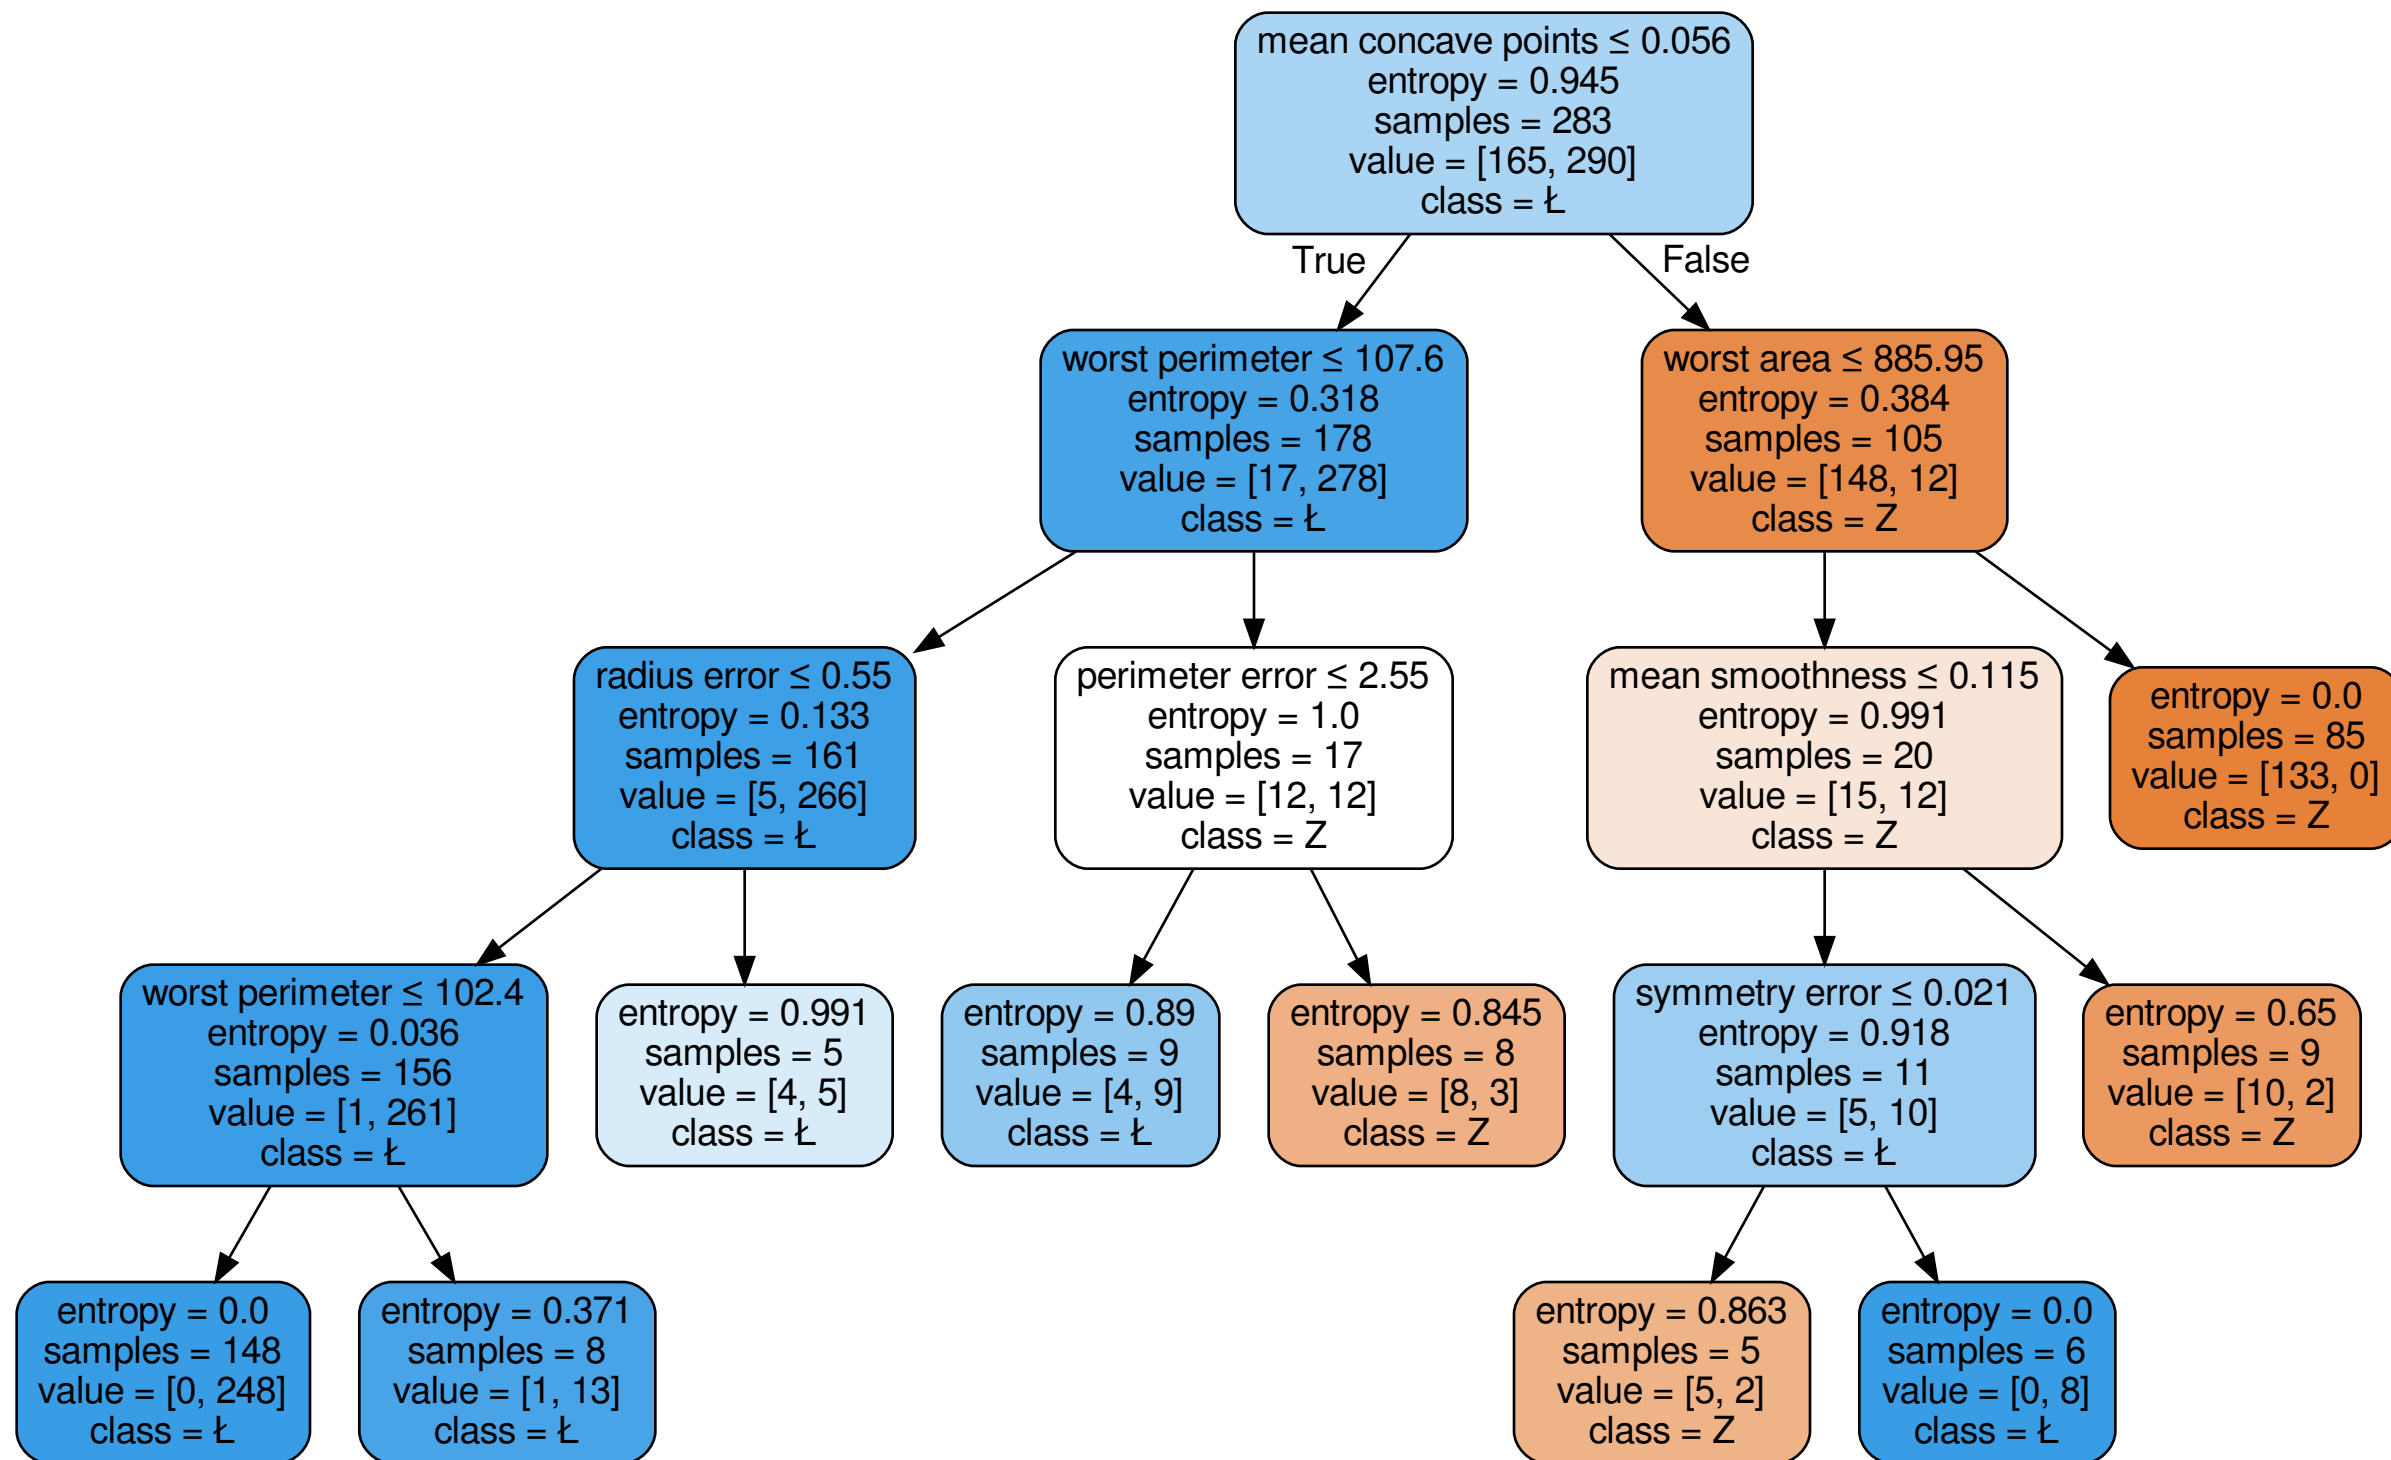 mean concave points ≤ 0.056
entropy = 0.945
samples = 283
value = [165, 290]
class = Ł
True
False
worst perimeter ≤ 107.6
entropy = 0.318
samples = 178
value = [17, 278]
class = Ł
worst area ≤ 885.95
entropy = 0.384
samples = 105
value = [148, 12]
class = Z
radius error ≤ 0.55
entropy = 0.133
samples = 161
value = [5, 266]
class = Ł
perimeter error ≤ 2.55
entropy = 1.0
samples = 17
value = [12, 12]
class = Z
mean smoothness ≤ 0.115
entropy = 0.991
samples = 20
value = [15, 12]
class = Z
entropy = 0.0
samples = 85
value = [133, 0]
class = Z
worst perimeter ≤ 102.4
entropy = 0.036
samples = 156
value = [1, 261]
class = Ł
entropy = 0.991
samples = 5
value = [4, 5]
class = Ł
entropy = 0.89
samples = 9
value = [4, 9]
class = Ł
entropy = 0.845
samples = 8
value = [8, 3]
class = Z
symmetry error ≤ 0.021
entropy = 0.918
samples = 11
value = [5, 10]
class = Ł
entropy = 0.65
samples = 9
value = [10, 2]
class = Z
entropy = 0.0
samples = 148
value = [0, 248]
class = Ł
entropy = 0.371
samples = 8
value = [1, 13]
class = Ł
entropy = 0.863
samples = 5
value = [5, 2]
class = Z
entropy = 0.0
samples = 6
value = [0, 8]
class = Ł